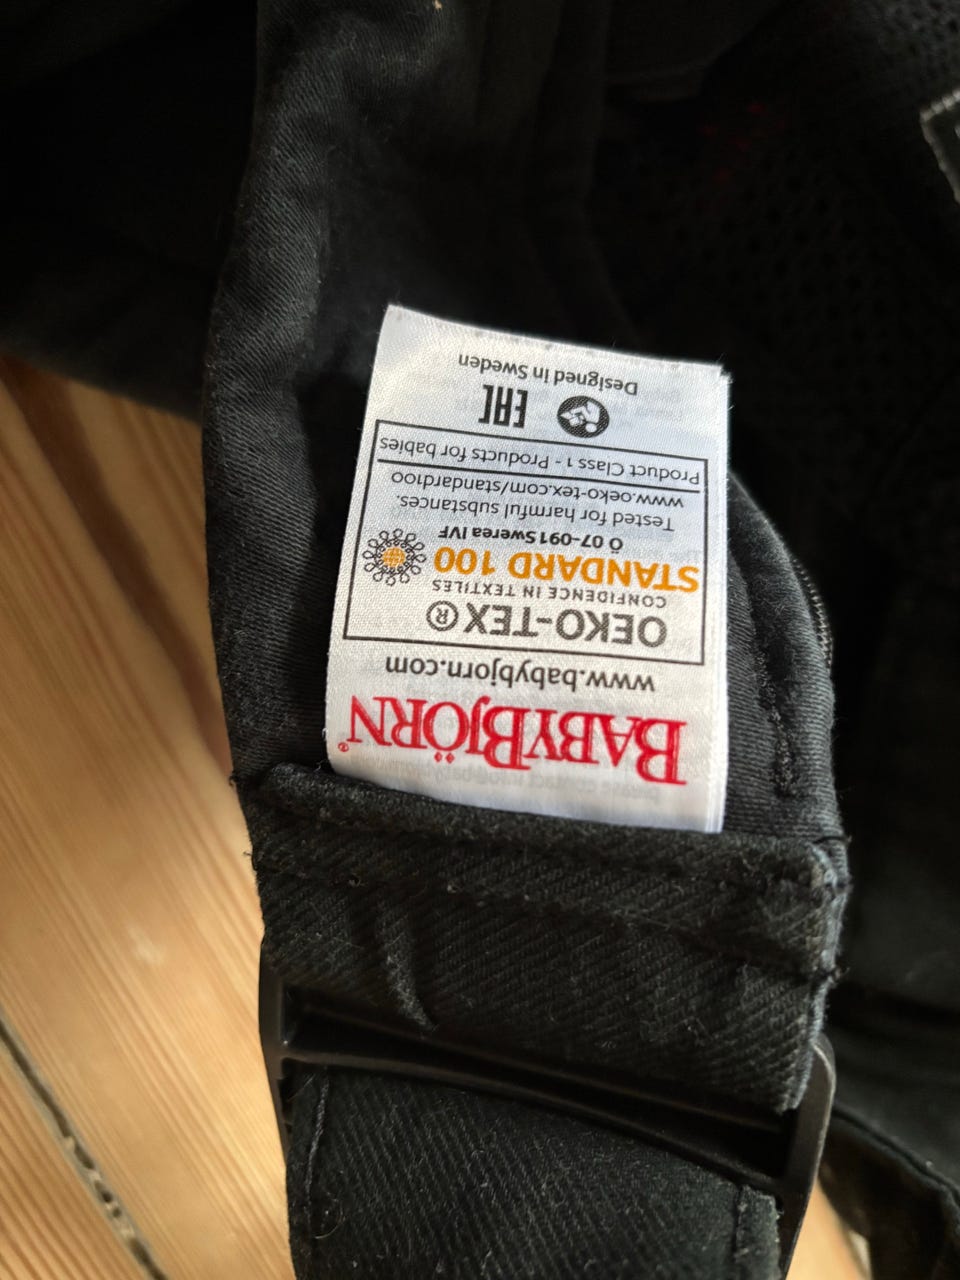 BABYBJÖRN®
www.babybjorn.com
OEKO-TEX®
CONFIDENCE IN TEXTILES
STANDARD 100
Ö 07-091 Swerea IVF
Tested for harmful substances.
www.oeko-tex.com/standard100
Product Class 1 - Products for babies
EAC
Designed in Sweden